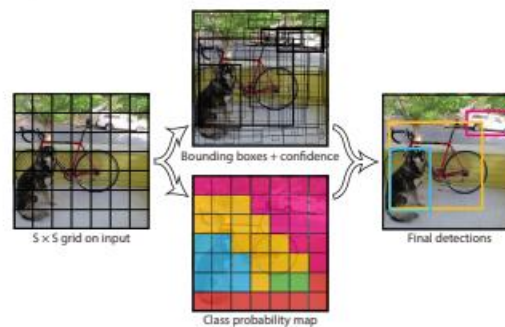 Bounding boxes + confidence
S × S grid on input
Final detections
Class probability map